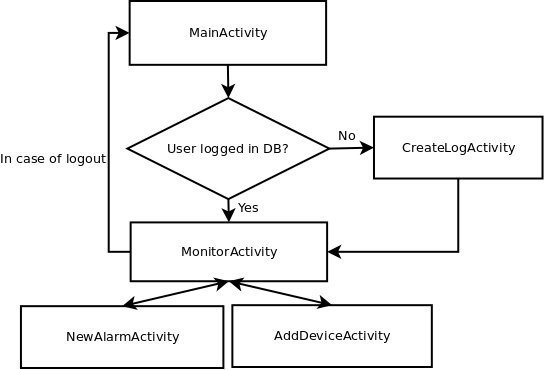 MainActivity
User logged in DB?
No
CreateLogActivity
In case of logout
Yes
MonitorActivity
NewAlarmActivity
AddDeviceActivity